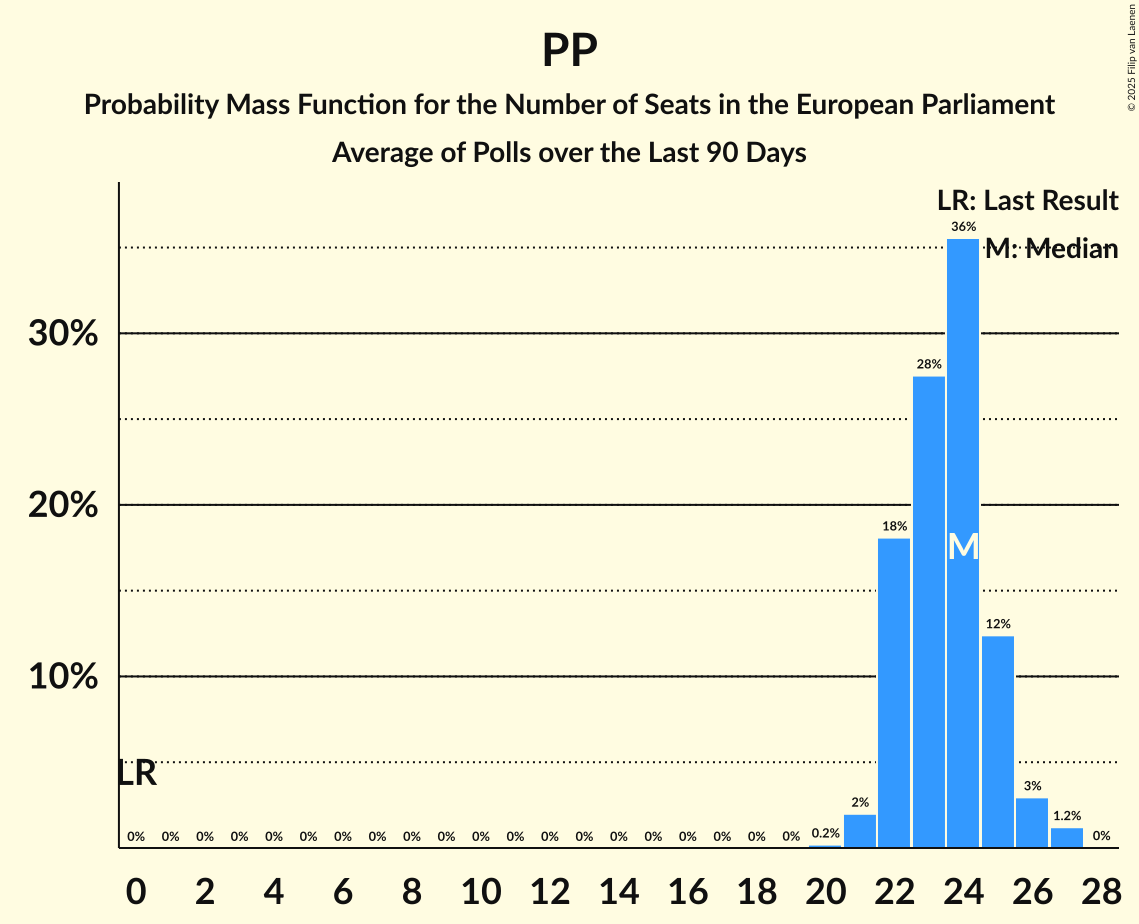 PP
Probability Mass Function for the Number of Seats in the European Parliament
Average of Polls over the Last 90 Days
© 2025 Filip van Laenen
LR: Last Result
M: Median
36%
30%
28%
20%
18%
M
12%
10%
LR
0% 0% 0% 0% 0% 0% 0% 0% 0% 0% 0% 0% 0% 0% 0% 0% 0% 0% 0% 0% 0.2% 2% 3% 1.2% 0%
0 2 4 6 8 10 12 14 16 18 20 22 24 26 28